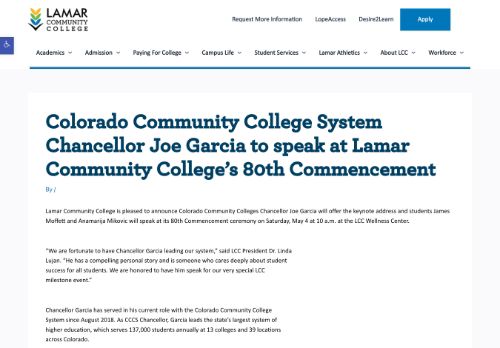 LAMAR
COMMUNITY
COLLEGE
Request More Information LopeAccess Desire2Learn Apply
Academics Admission Paying For College Campus Life Student Services Lamar Athletics About LCC Workforce
Colorado Community College System
Chancellor Joe Garcia to speak at Lamar
Community College's 80th Commencement
By /
Lamar Community College is pleased to announce Colorado Community Colleges Chancellor Joe Garcia will offer the keynote address and students James
Moffett and Anamarija Mikovic will speak at its 80th Commencement ceremony on Saturday, May 4 at 10 a.m. at the LCC Wellness Center.
"We are fortunate to have Chancellor Garcia leading our system," said LCC President Dr. Linda
Lujan. "He has a compelling personal story and is someone who cares deeply about student
success for all students. We are honored to have him speak for our very special LCC
milestone event."
Chancellor Garcia has served in his current role with the Colorado Community College
System since August 2018. As CCCS Chancellor, Garcia leads the state's largest system of
higher education, which serves 137,000 students annually at 13 colleges and 39 locations
across Colorado.